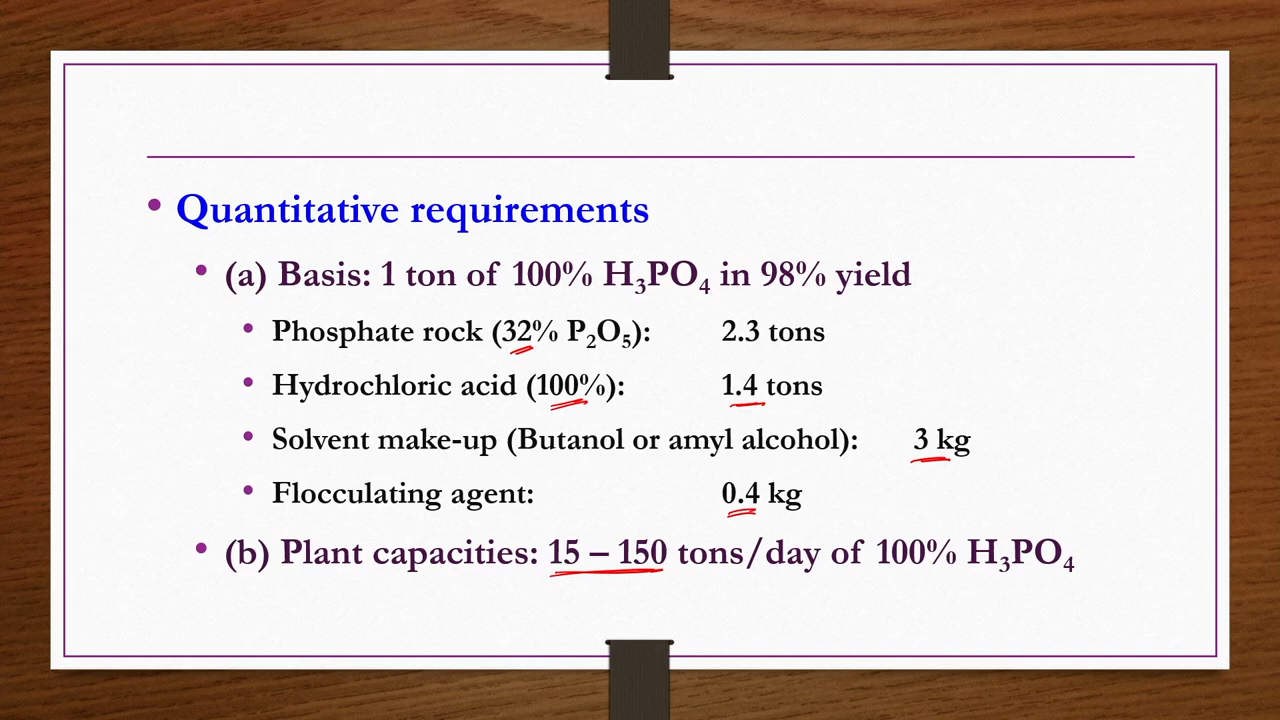 Quantitative requirements
(a) Basis: 1 ton of 100% H₃PO₄ in 98% yield
Phosphate rock (32% P₂O₅): 2.3 tons
Hydrochloric acid (100%): 1.4 tons
Solvent make-up (Butanol or amyl alcohol): 3 kg
Flocculating agent: 0.4 kg
(b) Plant capacities: 15 – 150 tons/day of 100% H₃PO₄